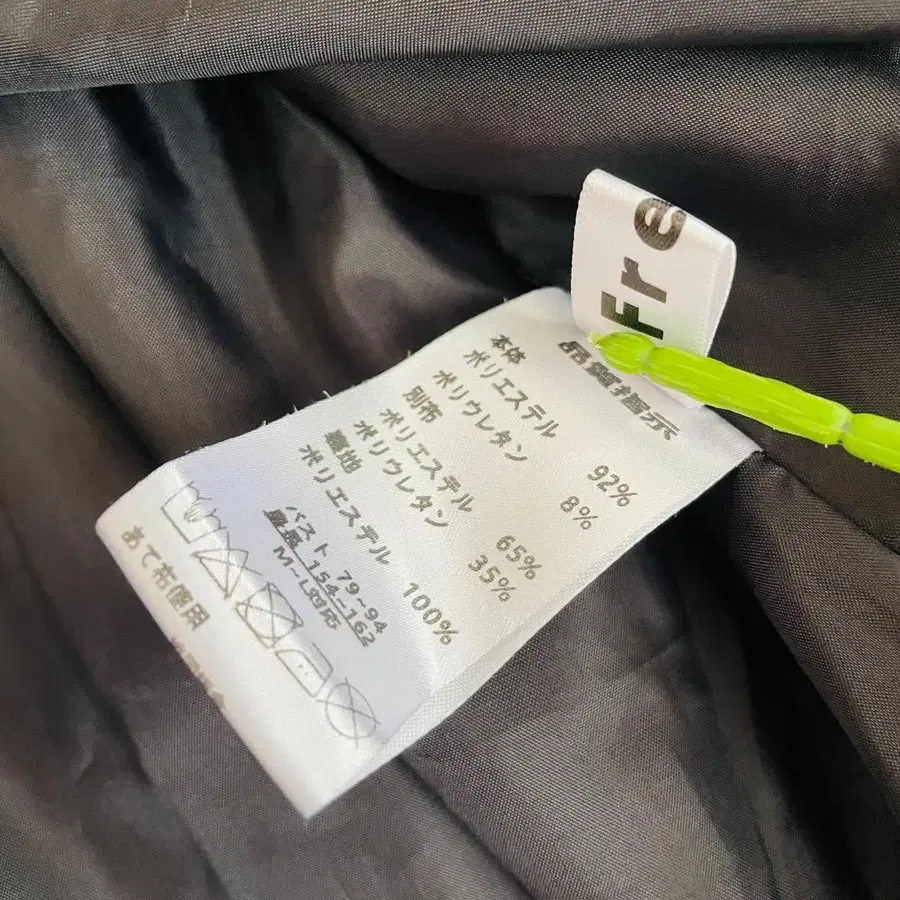 Fre
品質指示
本体
ポリエステル 92%
ポリウレタン 8%
別布
ポリエステル 65%
ポリウレタン 35%
裏地
ポリエステル 100%
バスト 79~94
身長 154~162
M-L対応
あて布使用